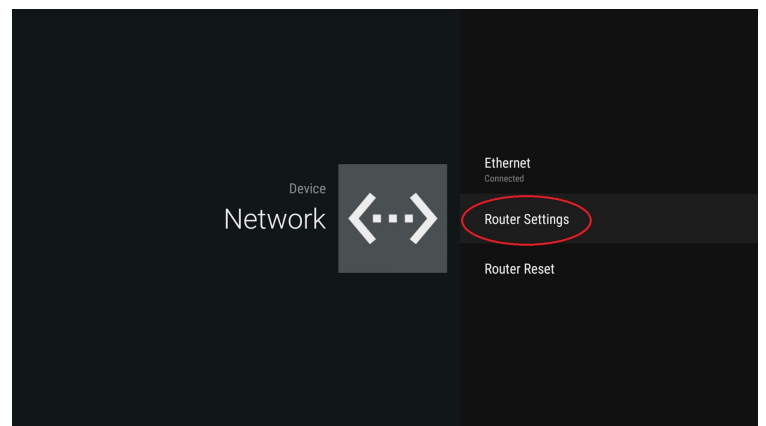 Device
Network
Ethernet
Connected
Router Settings
Router Reset